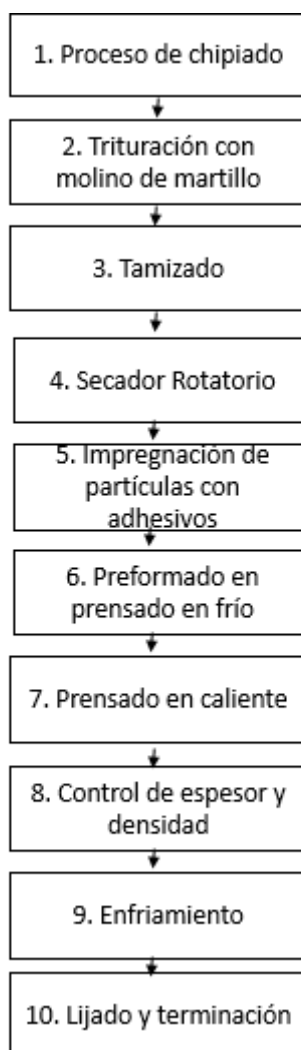 1. Proceso de chipiado
2. Trituración con
molino de martillo
3. Tamizado
4. Secador Rotatorio
5. Impregnación de
partículas con
adhesivos
6. Preformado en
prensado en frío
7. Prensado en caliente
8. Control de espesor y
densidad
9. Enfriamiento
10. Lijado y terminación